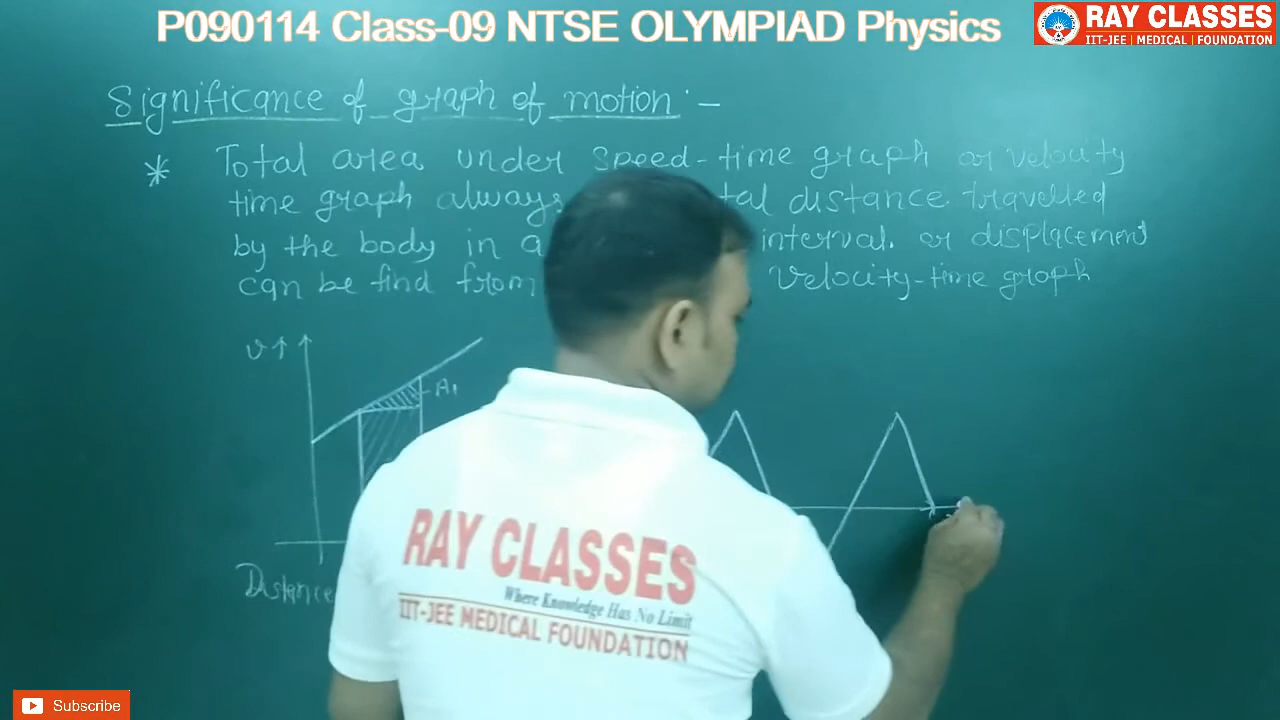 P090114 Class-09 NTSE OLYMPIAD Physics
RAY CLASSES
IIT-JEE | MEDICAL | FOUNDATION
Significance of graph of motion :-
* Total area under speed-time graph or velocity
time graph always distance travelled
by the body in interval. or displacement
can be find from velocity-time graph
v↑
A₁
Distance
RAY CLASSES
Where Knowledge Has No Limit
IIT-JEE MEDICAL FOUNDATION
Subscribe